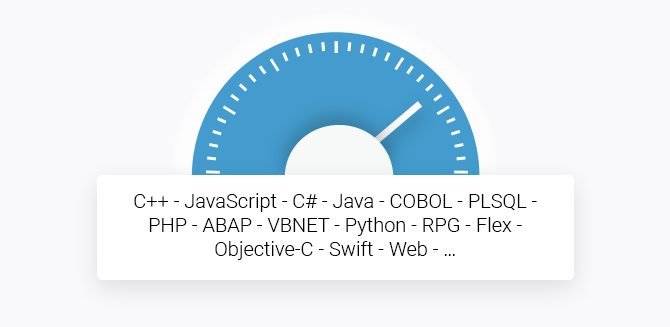 C++ - JavaScript - C# - Java - COBOL - PLSQL -
PHP - ABAP - VBNET - Python - RPG - Flex -
Objective-C - Swift - Web - ...